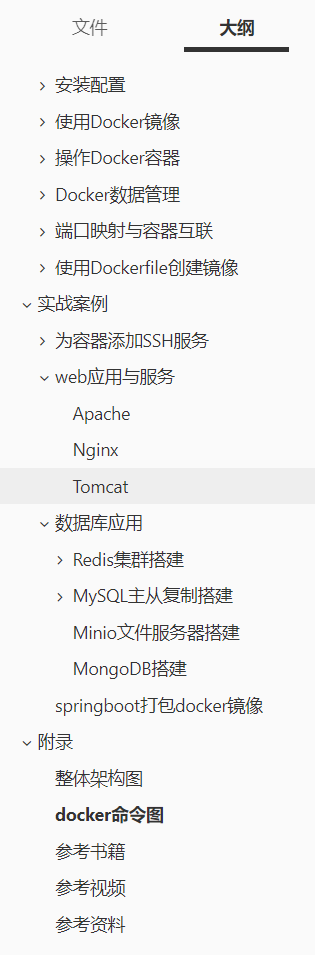 文件 大纲
安装配置
使用Docker镜像
操作Docker容器
Docker数据管理
端口映射与容器互联
使用Dockerfile创建镜像
实战案例
为容器添加SSH服务
web应用与服务
Apache
Nginx
Tomcat
数据库应用
Redis集群搭建
MySQL主从复制搭建
Minio文件服务器搭建
MongoDB搭建
springboot打包docker镜像
附录
整体架构图
docker命令图
参考书籍
参考视频
参考资料